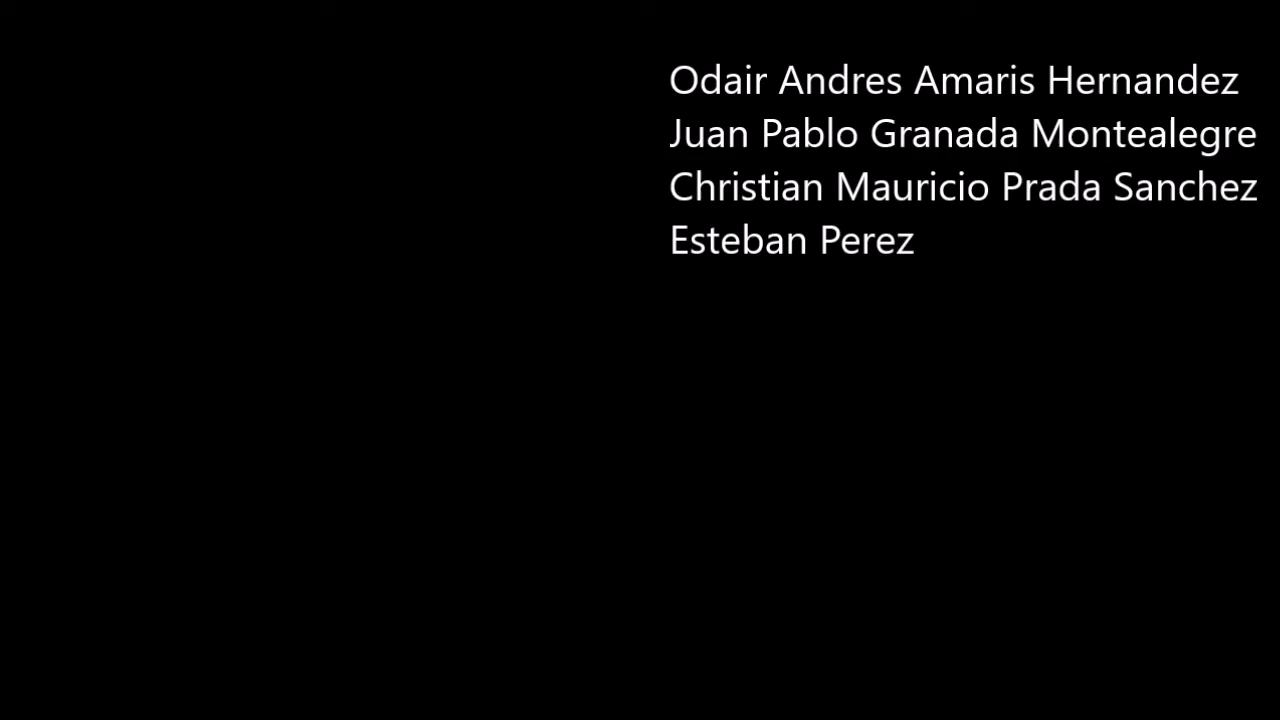 Odair Andres Amaris Hernandez
Juan Pablo Granada Montealegre
Christian Mauricio Prada Sanchez
Esteban Perez